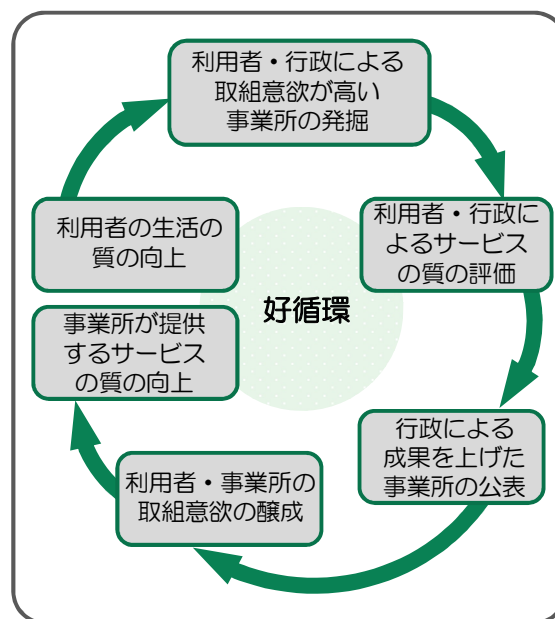 利用者・行政による
取組意欲が高い
事業所の発掘
利用者・行政に
よるサービス
の質の評価
行政による
成果を上げた
事業所の公表
利用者・事業所の
取組意欲の醸成
事業所が提供
するサービス
の質の向上
利用者の生活の
質の向上
好循環